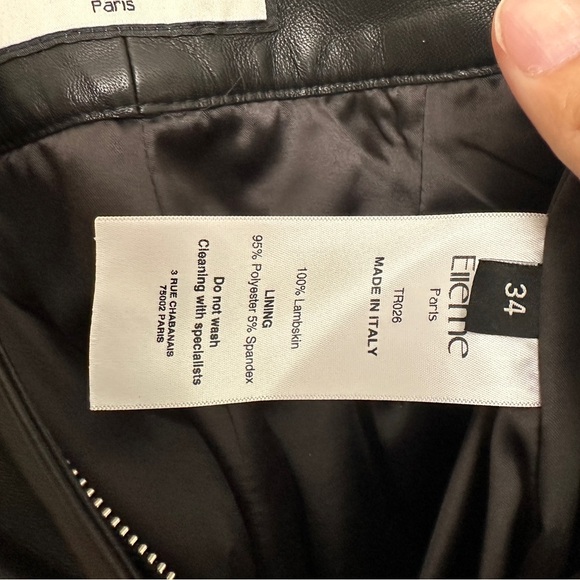 Paris
34
Elleme
Paris
TR026
MADE IN ITALY
100% Lambskin
LINING
95% Polyester 5% Spandex
Do not wash
Cleaning with specialists
3 RUE CHABANAIS
75002 PARIS